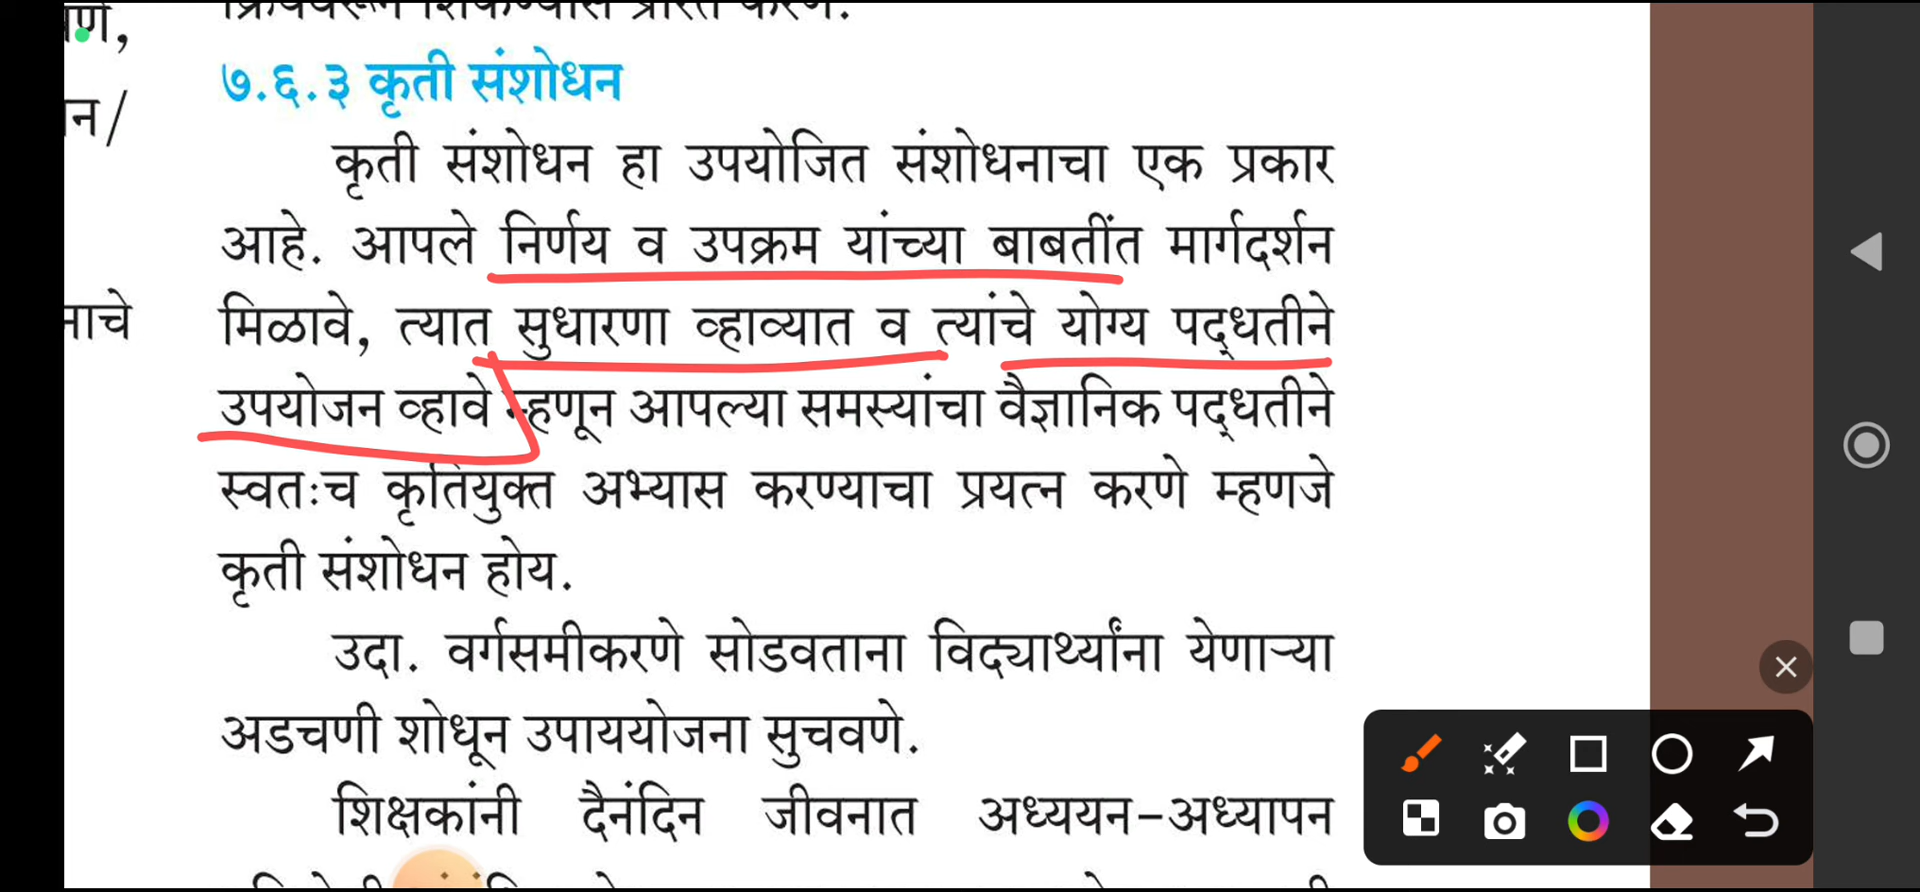 न/
माचे
७.६.३ कृती संशोधन
कृती संशोधन हा उपयोजित संशोधनाचा एक प्रकार
आहे. आपले निर्णय व उपक्रम यांच्या बाबतींत मार्गदर्शन
मिळावे, त्यात सुधारणा व्हाव्यात व त्यांचे योग्य पद्धतीने
उपयोजन व्हावे म्हणून आपल्या समस्यांचा वैज्ञानिक पद्धतीने
स्वतःच कृतियुक्त अभ्यास करण्याचा प्रयत्न करणे म्हणजे
कृती संशोधन होय.
उदा. वर्गसमीकरणे सोडवताना विद्यार्थ्यांना येणाऱ्या
अडचणी शोधून उपाययोजना सुचवणे.
शिक्षकांनी दैनंदिन जीवनात अध्ययन-अध्यापन